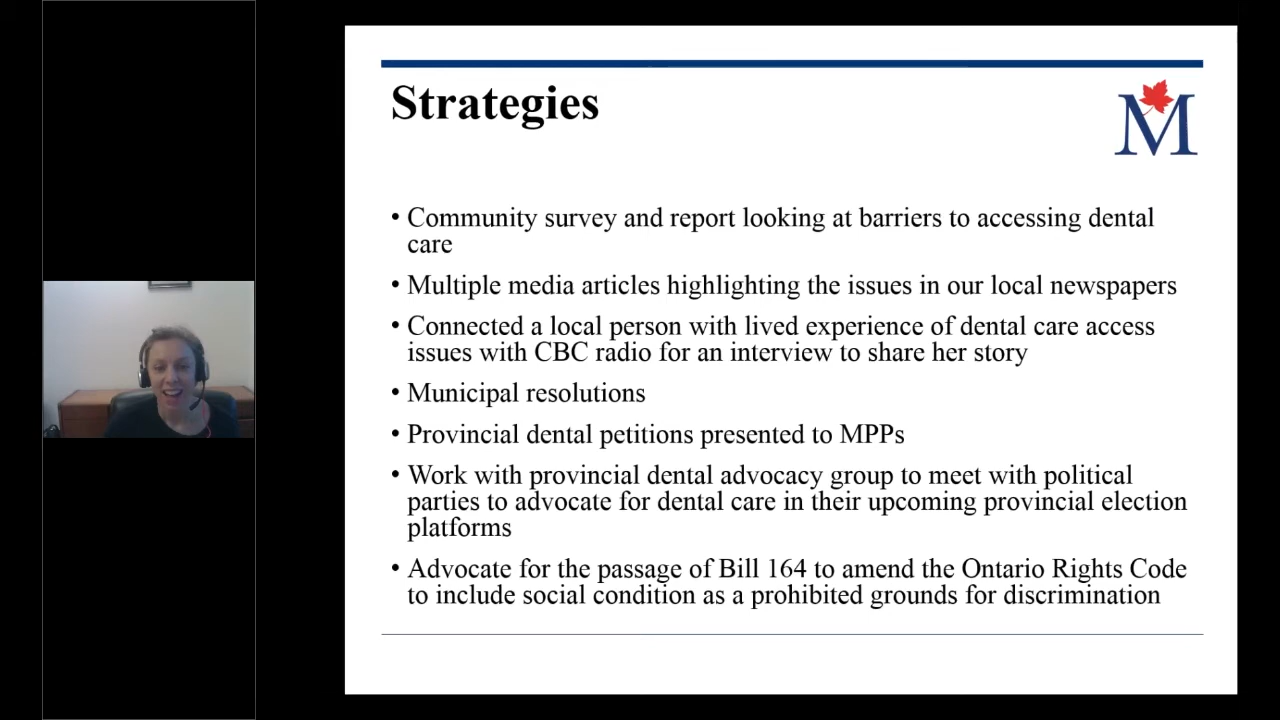 Strategies
M
• Community survey and report looking at barriers to accessing dental
care
• Multiple media articles highlighting the issues in our local newspapers
• Connected a local person with lived experience of dental care access
issues with CBC radio for an interview to share her story
• Municipal resolutions
• Provincial dental petitions presented to MPPs
• Work with provincial dental advocacy group to meet with political
parties to advocate for dental care in their upcoming provincial election
platforms
• Advocate for the passage of Bill 164 to amend the Ontario Rights Code
to include social condition as a prohibited grounds for discrimination